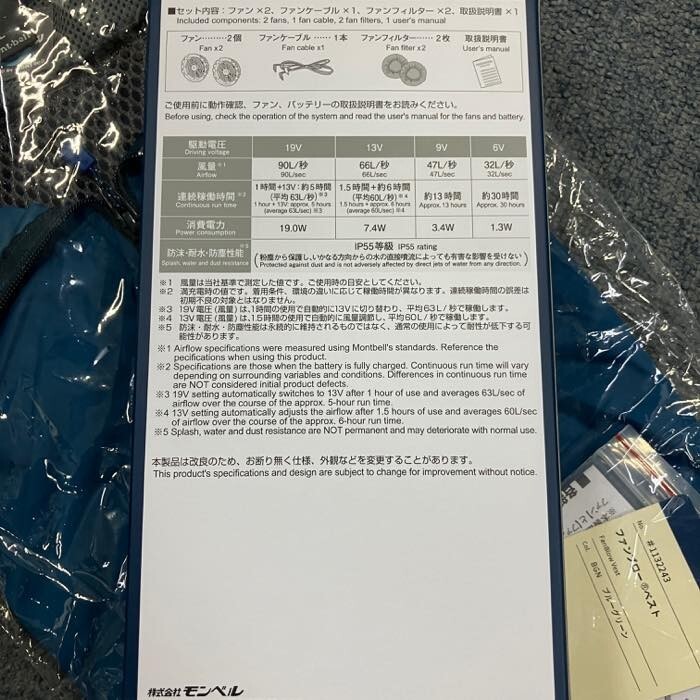 ■セット内容：ファン×2、ファンケーブル×1、ファンフィルター×2、取扱説明書×1
Included components: 2 fans, 1 fan cable, 2 fan filters, 1 user's manual
ファン………2個 ファンケーブル …… 1本 ファンフィルター……2枚 取扱説明書
Fan x2 Fan cable x1 Fan filter x2 User's manual
ご使用前に動作確認、ファン、バッテリーの取扱説明書をお読みください。
Before using, check the operation of the system and read the user's manual for the fans and battery.
駆動電圧 19V 13V 9V 6V
Driving voltage
風量※1 90L/秒 66L/秒 47L/秒 32L/秒
Airflow 90L/sec 66L/sec 47L/sec 32L/sec
連続稼働時間※2 1時間+13V：約5時間 (平均63L/秒)※3 1.5時間+約6時間 (平均60L/秒)※4 約13時間 約30時間
Continuous run time 1 hour + 13V: approx. 5 hours (average 63L/sec) ※3 1.5 hours + approx. 6 hours (average 60L/sec) ※4 Approx. 13 hours Approx. 30 hours
消費電力 19.0W 7.4W 3.4W 1.3W
Power consumption
防沫・耐水・防塵性能※5 IP55等級 IP55 rating
Splash, water and dust resistance
(粉塵から保護しいかなる方向からの水の直接噴流によっても有害な影響を受けない)
Protected against dust and is not adversely affected by direct jets of water from any direction.
※1 風量は当社基準で測定した値です。ご使用時の目安としてください。
※2 満充電時の値です。着用条件、環境の違いに応じて稼働時間が異なります。連続稼働時間の誤差は
初期不良の対象とはなりません。
※3 19V電圧(風量)は、1時間の使用で自動的に13Vに切り替わり、平均63L/秒で稼働します。
※4 13V電圧(風量)は、1.5時間の使用で自動的に風量調節し、平均60L/秒で稼働します。
※5 防沫・耐水・防塵性能は永続的に維持されるものではなく、通常の使用によって耐性が低下する可
能性があります。
※1 Airflow specifications were measured using Montbell's standards. Reference the
pecifications when using this product.
※2 Specifications are those when the battery is fully charged. Continuous run time will vary
depending on surrounding variables and conditions. Differences in continuous run time
are NOT considered initial product defects.
※3 19V setting automatically switches to 13V after 1 hour of use and averages 63L/sec
of airflow over the course of the approx. 5-hour run time.
※4 13V setting automatically adjusts the airflow after 1.5 hours of use and averages 60L/sec
of airflow over the course of the approx. 6-hour run time.
※5 Splash, water and dust resistance are NOT permanent and may deteriorate with normal use.
本製品は改良のため、お断り無く仕様、外観などを変更することがあります。
This product's specifications and design are subject to change for improvement without notice.
株式会社モンベル
No. #1132243
ファンブロー®ベスト
FanBlow Vest
Col. BGN ブルーグリーン